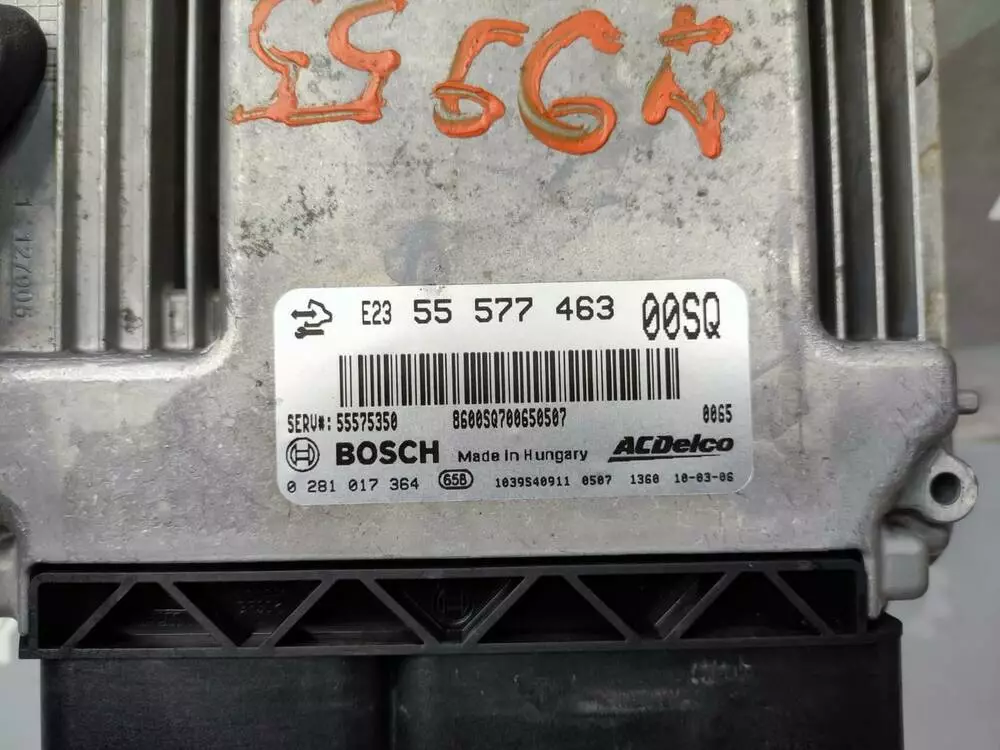 E23 55 577 463 00SQ
SERV#: 55575350 8600SQ700650507 0065
BOSCH Made in Hungary ACDelco
0 281 017 364 65B 1039S40911 0507 1360 10-03-06